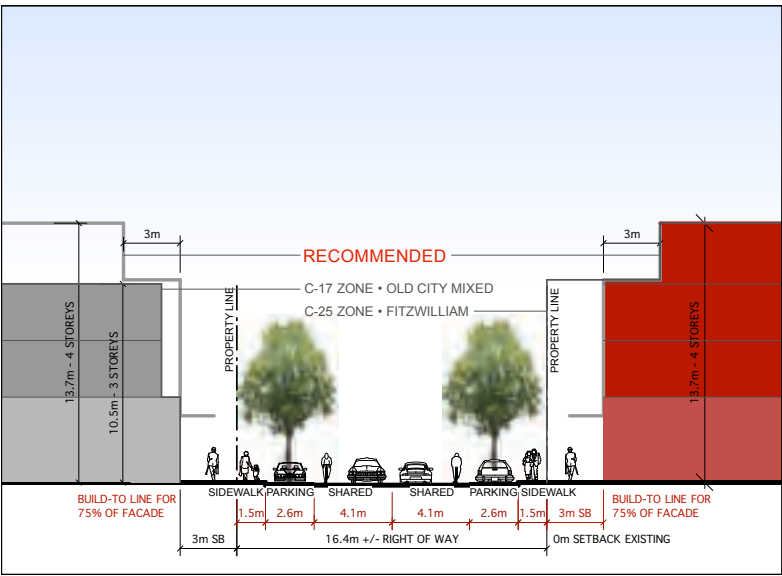 3m
3m
RECOMMENDED
C-17 ZONE • OLD CITY MIXED
C-25 ZONE • FITZWILLIAM
PROPERTY LINE
PROPERTY LINE
13.7m - 4 STOREYS
10.5m - 3 STOREYS
13.7m - 4 STOREYS
SIDEWALK PARKING SHARED SHARED PARKING SIDEWALK
BUILD-TO LINE FOR
75% OF FACADE
1.5m 2.6m 4.1m 4.1m 2.6m 1.5m 3m SB
BUILD-TO LINE FOR
75% OF FACADE
3m SB 16.4m +/- RIGHT OF WAY 0m SETBACK EXISTING